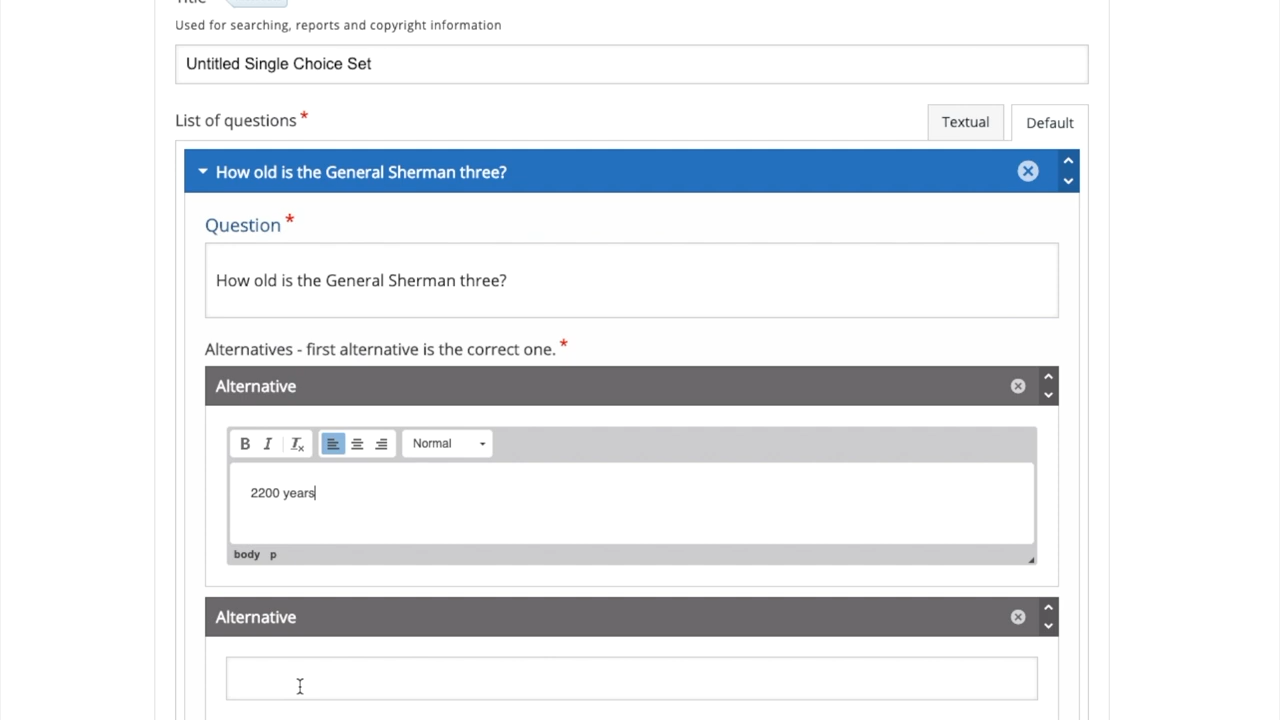 Used for searching, reports and copyright information
Untitled Single Choice Set
List of questions * Textual Default
How old is the General Sherman three?
Question *
How old is the General Sherman three?
Alternatives - first alternative is the correct one. *
Alternative
B I Tx Normal
2200 years
body p
Alternative